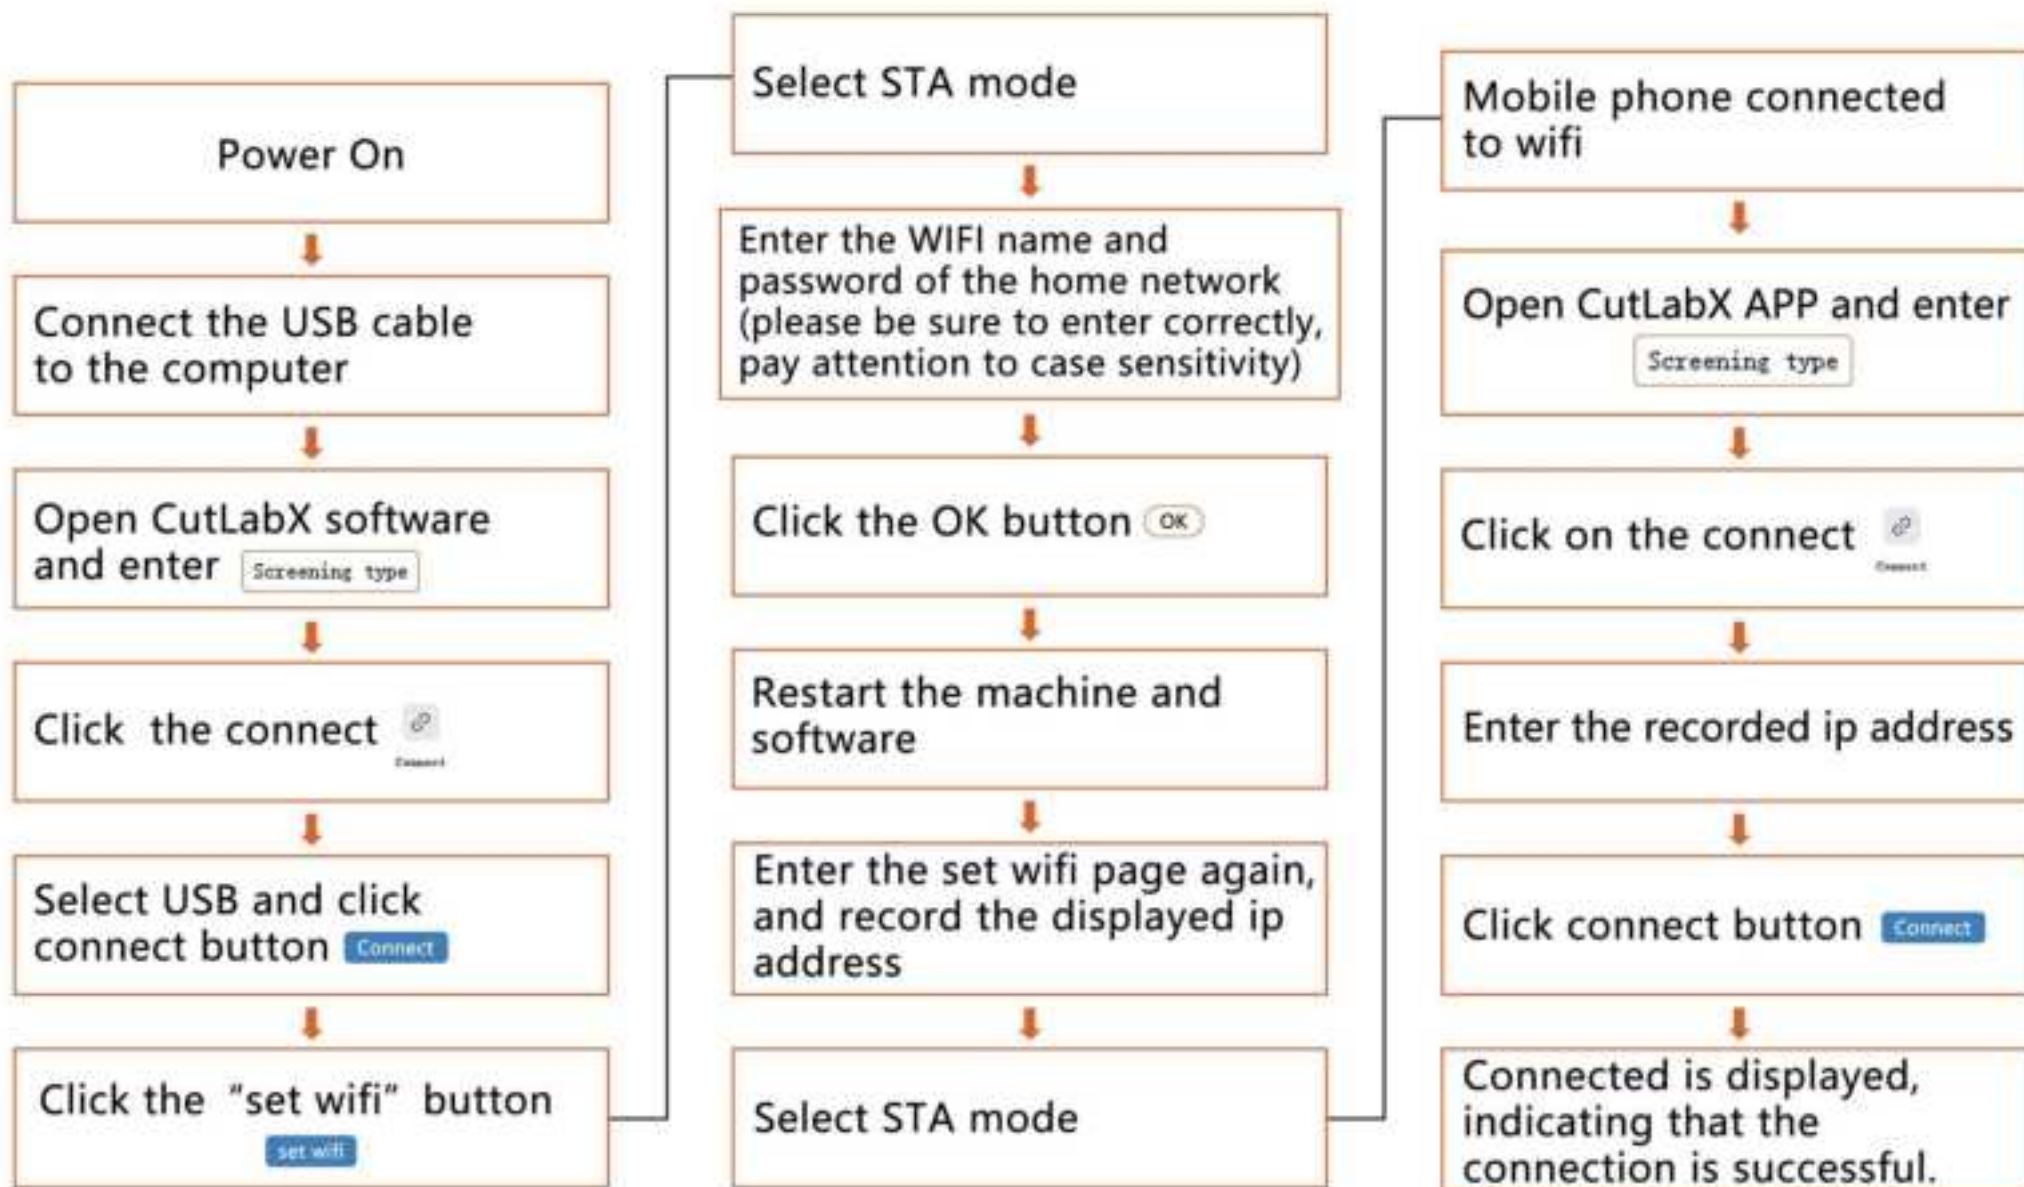 Power On
Connect the USB cable
to the computer
Open CutLabX software
and enter Screening type
Click the connect
Connect
Select USB and click
connect button Connect
Click the “set wifi” button
set wifi
Select STA mode
Enter the WIFI name and
password of the home network
(please be sure to enter correctly,
pay attention to case sensitivity)
Click the OK button OK
Restart the machine and
software
Enter the set wifi page again,
and record the displayed ip
address
Select STA mode
Mobile phone connected
to wifi
Open CutLabX APP and enter
Screening type
Click on the connect
Connect
Enter the recorded ip address
Click connect button Connect
Connected is displayed,
indicating that the
connection is successful.